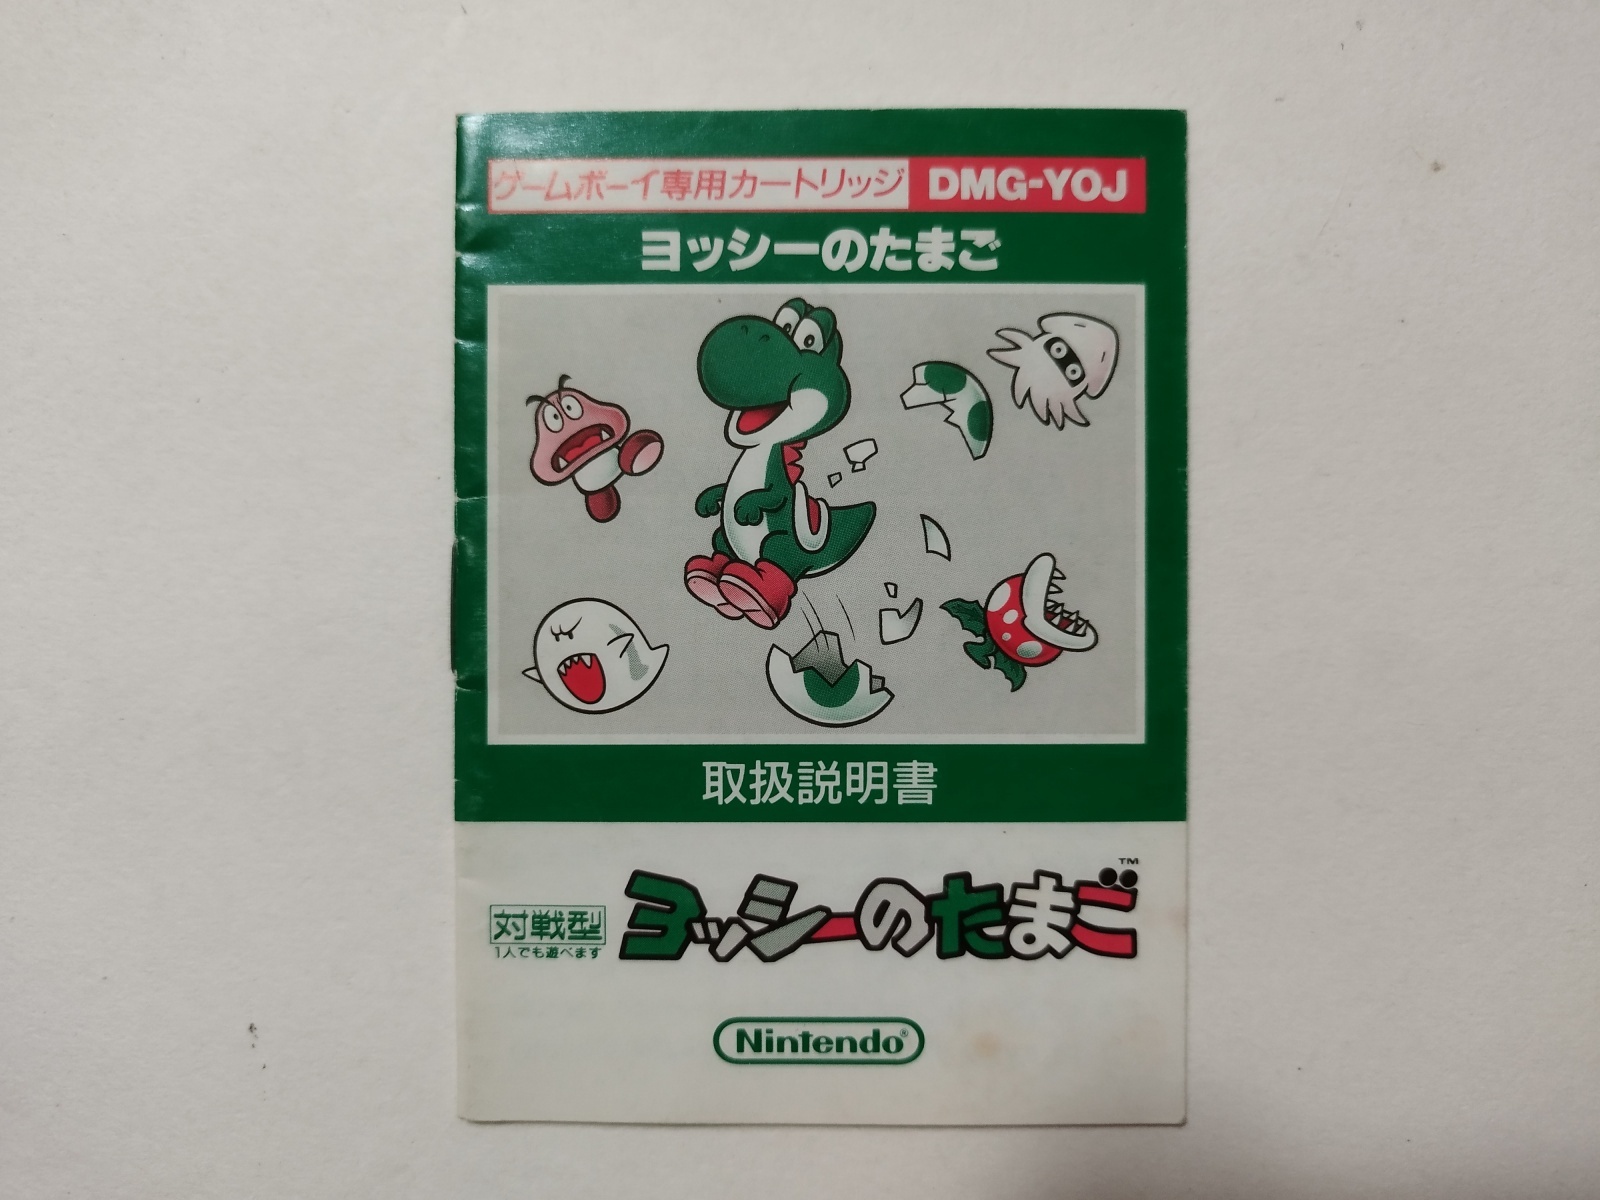 ゲームボーイ専用カートリッジ DMG-YOJ
ヨッシーのたまご
取扱説明書
対戦型
1人でも遊べます
ヨッシーのたまご™
Nintendo®